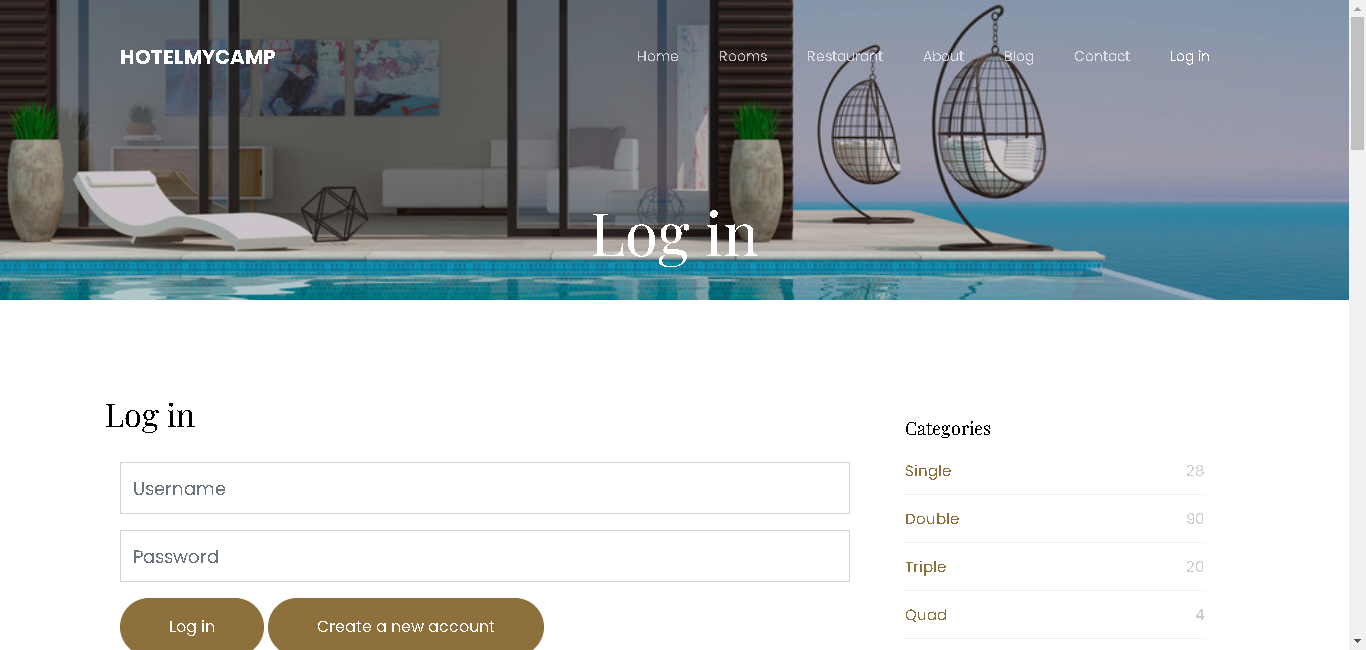 HOTELMYCAMP
Home Rooms Restaurant About Blog Contact Log in
Log in
Log in
Username
Password
Log in Create a new account
Categories
Single 28
Double 90
Triple 20
Quad 4